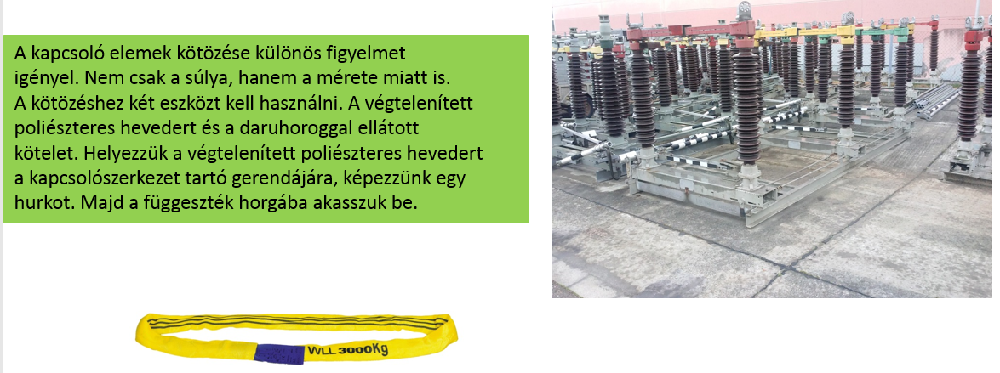 A kapcsoló elemek kötözése különös figyelmet
igényel. Nem csak a súlya, hanem a mérete miatt is.
A kötözéshez két eszközt kell használni. A végtelenített
poliészteres hevedert és a daruhoroggal ellátott
kötelet. Helyezzük a végtelenített poliészteres hevedert
a kapcsolószerkezet tartó gerendájára, képezzünk egy
hurkot. Majd a függeszték horgába akasszuk be.
WLL 3000Kg